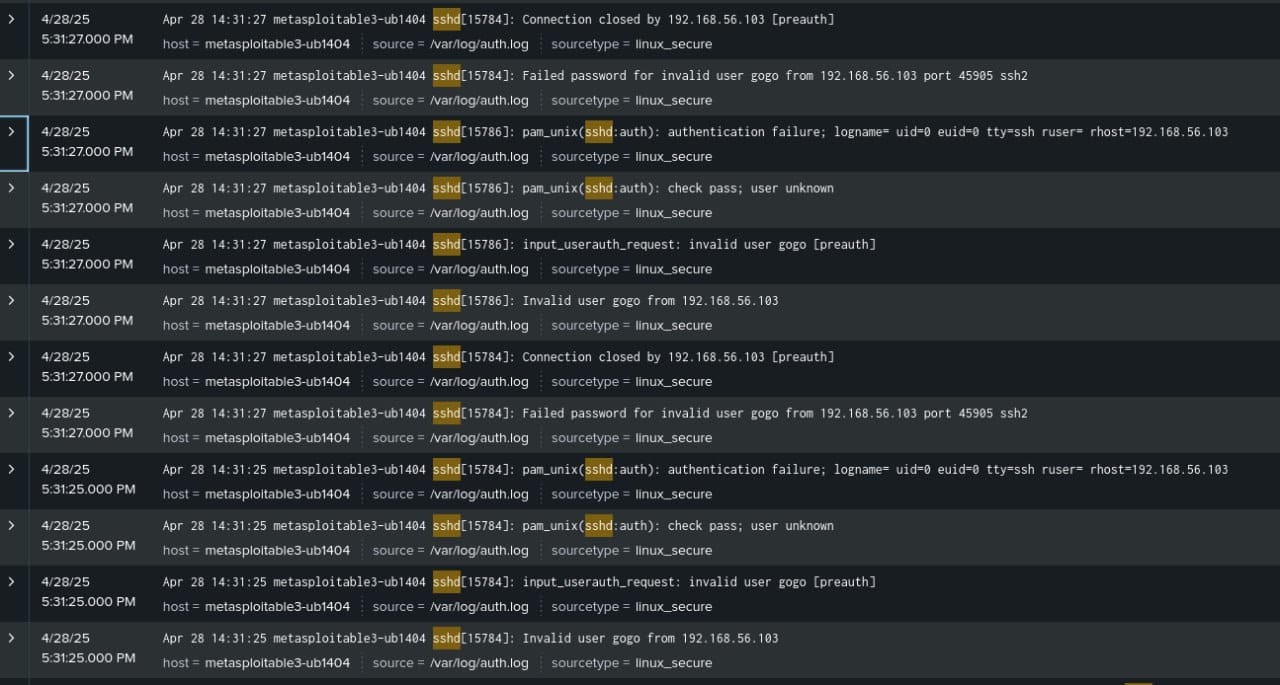 4/28/25 Apr 28 14:31:27 metasploitable3-ub1404 sshd[15784]: Connection closed by 192.168.56.103 [preauth]
5:31:27.000 PM host = metasploitable3-ub1404 source = /var/log/auth.log sourcetype = linux_secure
4/28/25 Apr 28 14:31:27 metasploitable3-ub1404 sshd[15784]: Failed password for invalid user gogo from 192.168.56.103 port 45905 ssh2
5:31:27.000 PM host = metasploitable3-ub1404 source = /var/log/auth.log sourcetype = linux_secure
4/28/25 Apr 28 14:31:27 metasploitable3-ub1404 sshd[15786]: pam_unix(sshd:auth): authentication failure; logname= uid=0 euid=0 tty=ssh ruser= rhost=192.168.56.103
5:31:27.000 PM host = metasploitable3-ub1404 source = /var/log/auth.log sourcetype = linux_secure
4/28/25 Apr 28 14:31:27 metasploitable3-ub1404 sshd[15786]: pam_unix(sshd:auth): check pass; user unknown
5:31:27.000 PM host = metasploitable3-ub1404 source = /var/log/auth.log sourcetype = linux_secure
4/28/25 Apr 28 14:31:27 metasploitable3-ub1404 sshd[15786]: input_userauth_request: invalid user gogo [preauth]
5:31:27.000 PM host = metasploitable3-ub1404 source = /var/log/auth.log sourcetype = linux_secure
4/28/25 Apr 28 14:31:27 metasploitable3-ub1404 sshd[15786]: Invalid user gogo from 192.168.56.103
5:31:27.000 PM host = metasploitable3-ub1404 source = /var/log/auth.log sourcetype = linux_secure
4/28/25 Apr 28 14:31:27 metasploitable3-ub1404 sshd[15784]: Connection closed by 192.168.56.103 [preauth]
5:31:27.000 PM host = metasploitable3-ub1404 source = /var/log/auth.log sourcetype = linux_secure
4/28/25 Apr 28 14:31:27 metasploitable3-ub1404 sshd[15784]: Failed password for invalid user gogo from 192.168.56.103 port 45905 ssh2
5:31:27.000 PM host = metasploitable3-ub1404 source = /var/log/auth.log sourcetype = linux_secure
4/28/25 Apr 28 14:31:25 metasploitable3-ub1404 sshd[15784]: pam_unix(sshd:auth): authentication failure; logname= uid=0 euid=0 tty=ssh ruser= rhost=192.168.56.103
5:31:25.000 PM host = metasploitable3-ub1404 source = /var/log/auth.log sourcetype = linux_secure
4/28/25 Apr 28 14:31:25 metasploitable3-ub1404 sshd[15784]: pam_unix(sshd:auth): check pass; user unknown
5:31:25.000 PM host = metasploitable3-ub1404 source = /var/log/auth.log sourcetype = linux_secure
4/28/25 Apr 28 14:31:25 metasploitable3-ub1404 sshd[15784]: input_userauth_request: invalid user gogo [preauth]
5:31:25.000 PM host = metasploitable3-ub1404 source = /var/log/auth.log sourcetype = linux_secure
4/28/25 Apr 28 14:31:25 metasploitable3-ub1404 sshd[15784]: Invalid user gogo from 192.168.56.103
5:31:25.000 PM host = metasploitable3-ub1404 source = /var/log/auth.log sourcetype = linux_secure